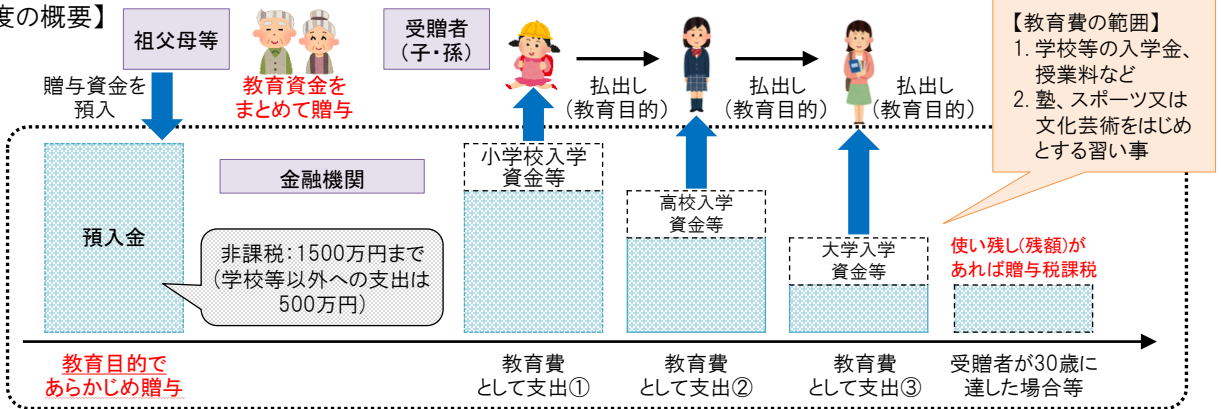 度の概要】
祖父母等
受贈者
(子・孫)
贈与資金を
預入
教育資金を
まとめて贈与
払出し
(教育目的)
払出し
(教育目的)
払出し
(教育目的)
【教育費の範囲】
1. 学校等の入学金、
授業料など
2. 塾、スポーツ又は
文化芸術をはじめ
とする習い事
金融機関
預入金
非課税：1500万円まで
(学校等以外への支出は
500万円)
小学校入学
資金等
高校入学
資金等
大学入学
資金等
使い残し(残額)が
あれば贈与税課税
教育目的で
あらかじめ贈与
教育費
として支出①
教育費
として支出②
教育費
として支出③
受贈者が30歳に
達した場合等